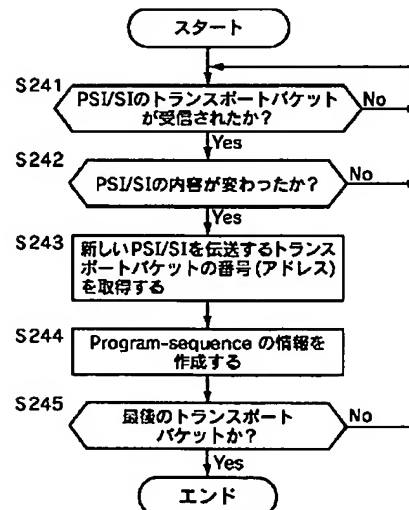 スタート
S241
PSI/SIのトランスポートパケット
が受信されたか?
No
Yes
S242
PSI/SIの内容が変わったか?
No
Yes
S243
新しいPSI/SIを伝送するトランス
ポートパケットの番号(アドレス)
を取得する
S244
Program-sequence の情報を
作成する
S245
最後のトランスポート
パケットか?
No
Yes
エンド